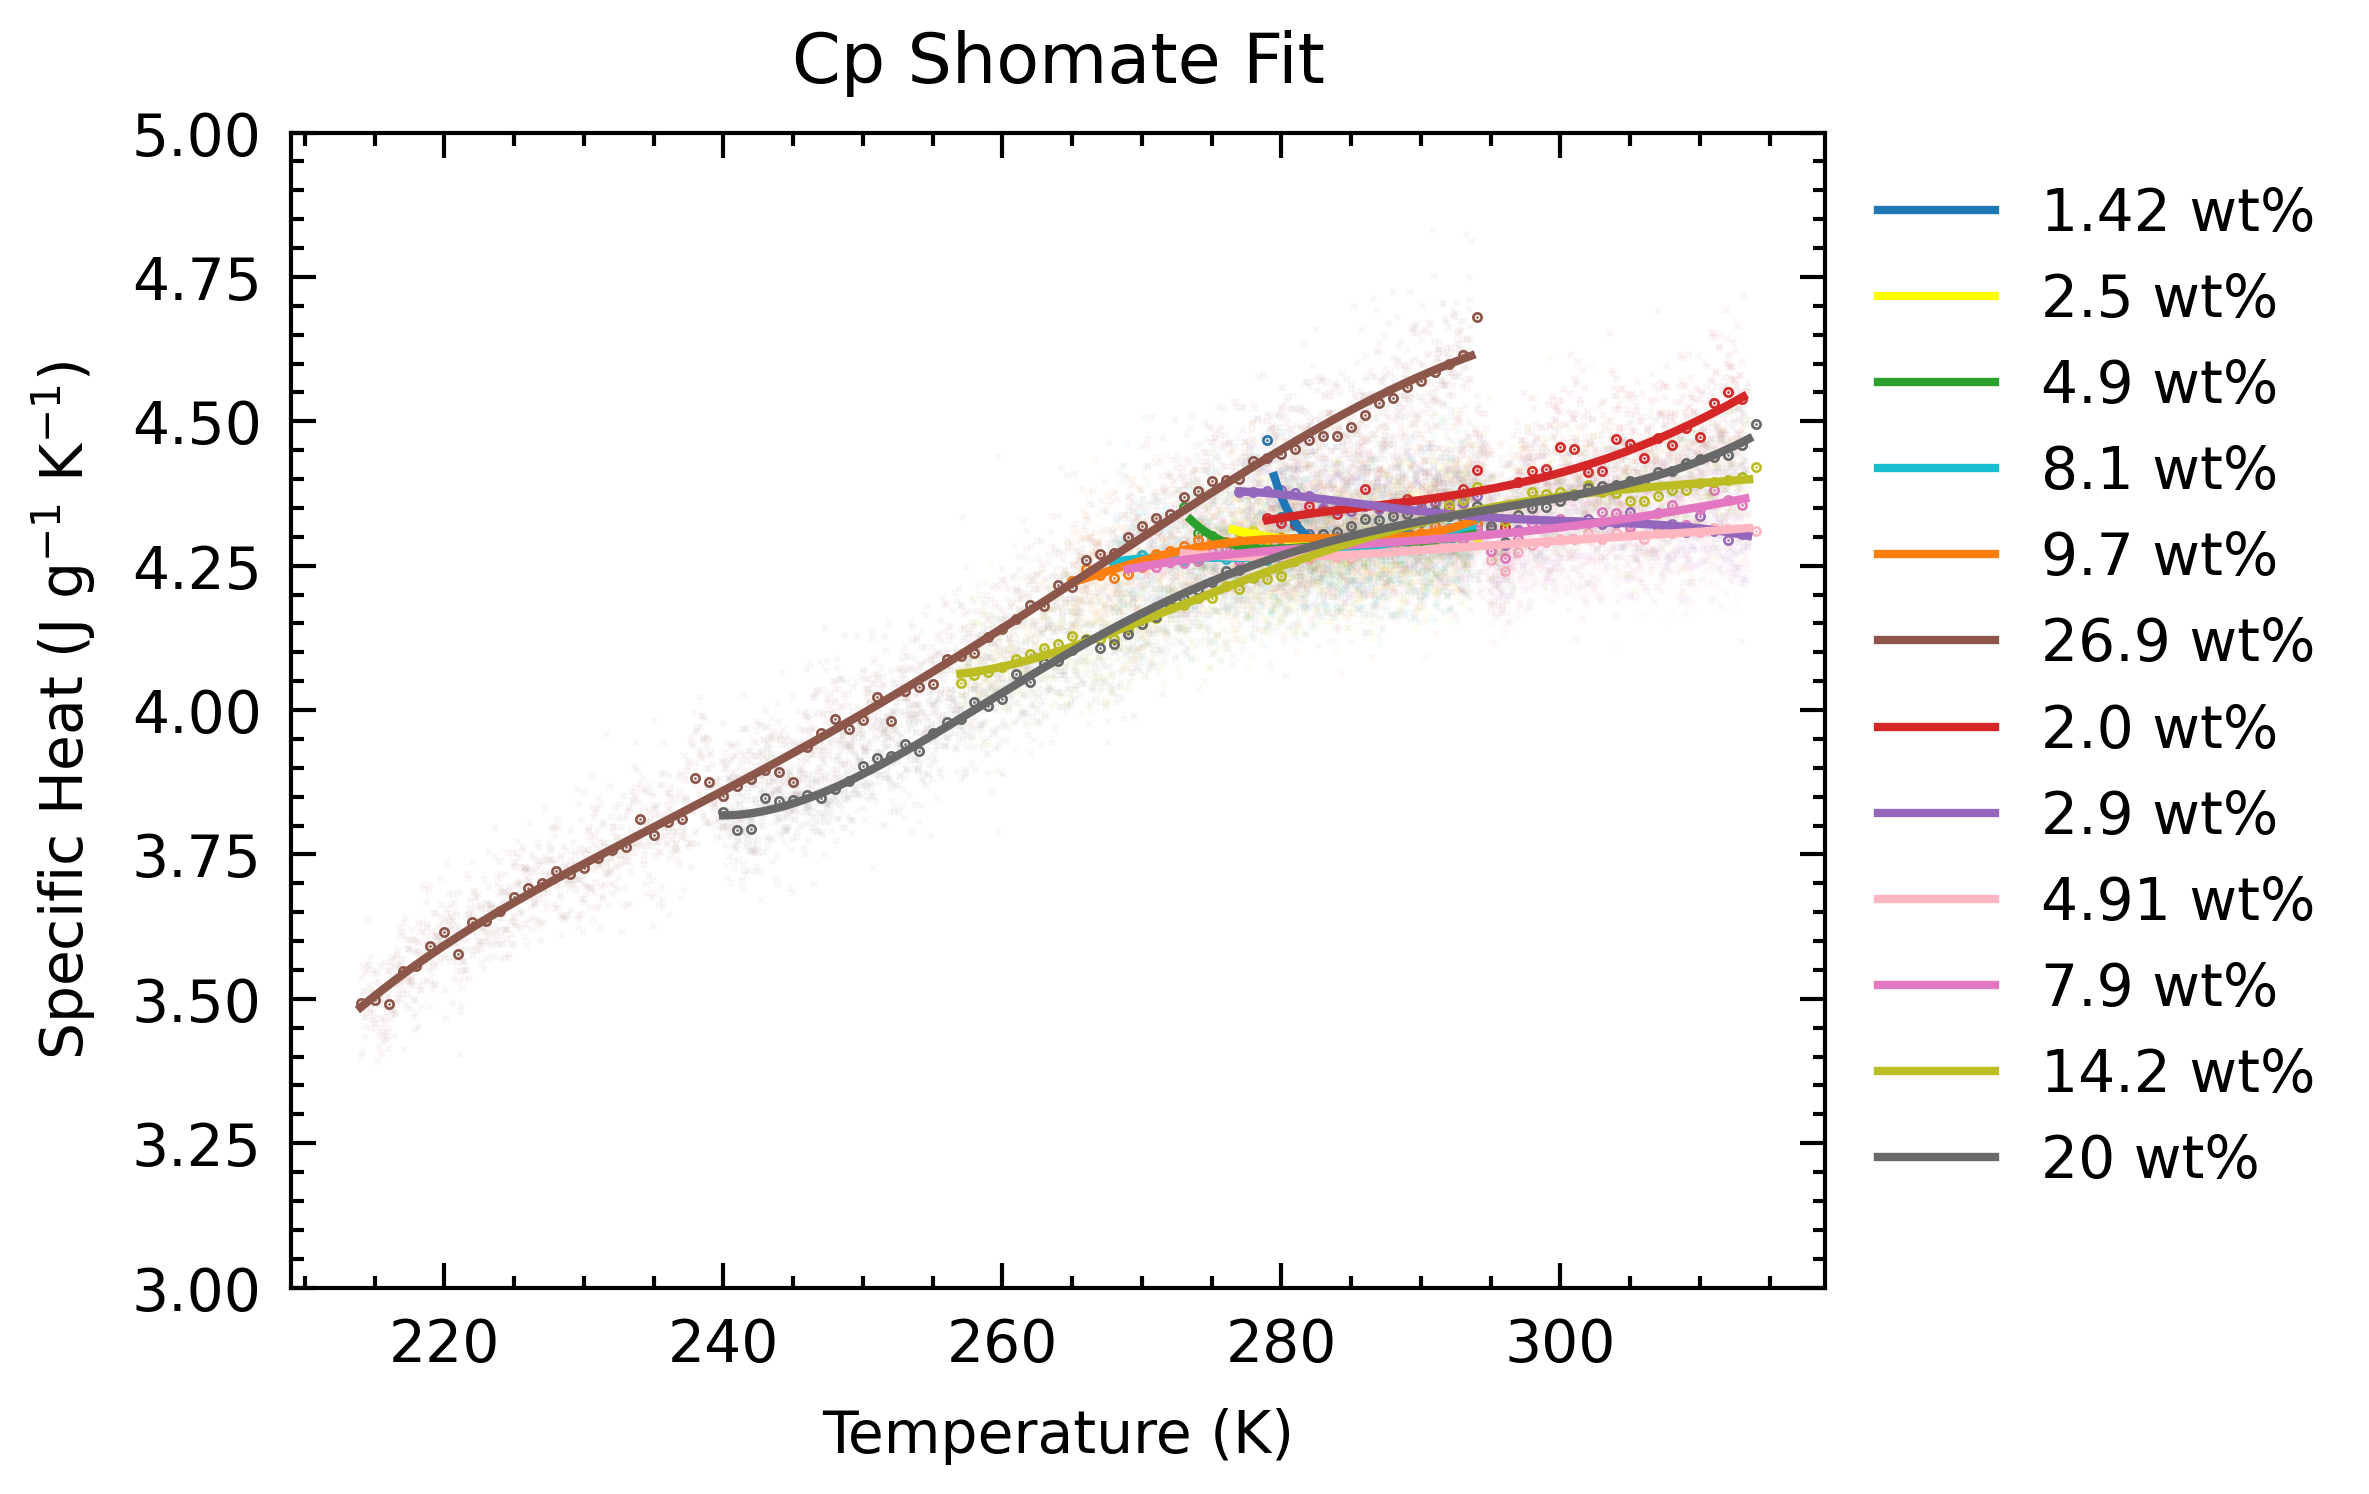 Cp Shomate Fit
5.00
4.75
4.50
4.25
4.00
3.75
3.50
3.25
3.00
Specific Heat (J g⁻¹ K⁻¹)
220 240 260 280 300
Temperature (K)
1.42 wt%
2.5 wt%
4.9 wt%
8.1 wt%
9.7 wt%
26.9 wt%
2.0 wt%
2.9 wt%
4.91 wt%
7.9 wt%
14.2 wt%
20 wt%